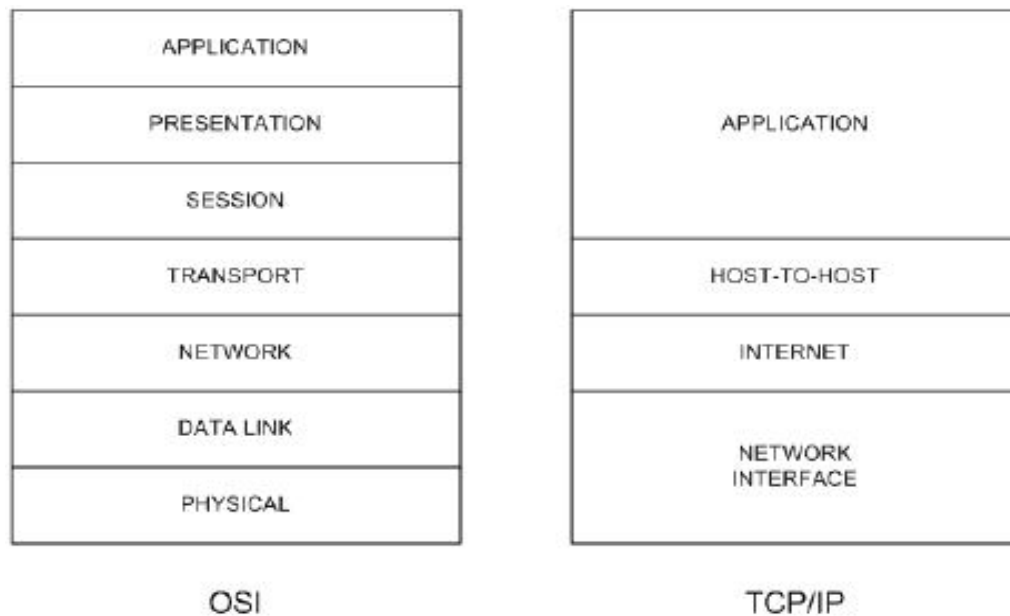 APPLICATION
PRESENTATION
SESSION
TRANSPORT
NETWORK
DATA LINK
PHYSICAL
OSI
APPLICATION
HOST-TO-HOST
INTERNET
NETWORK
INTERFACE
TCP/IP